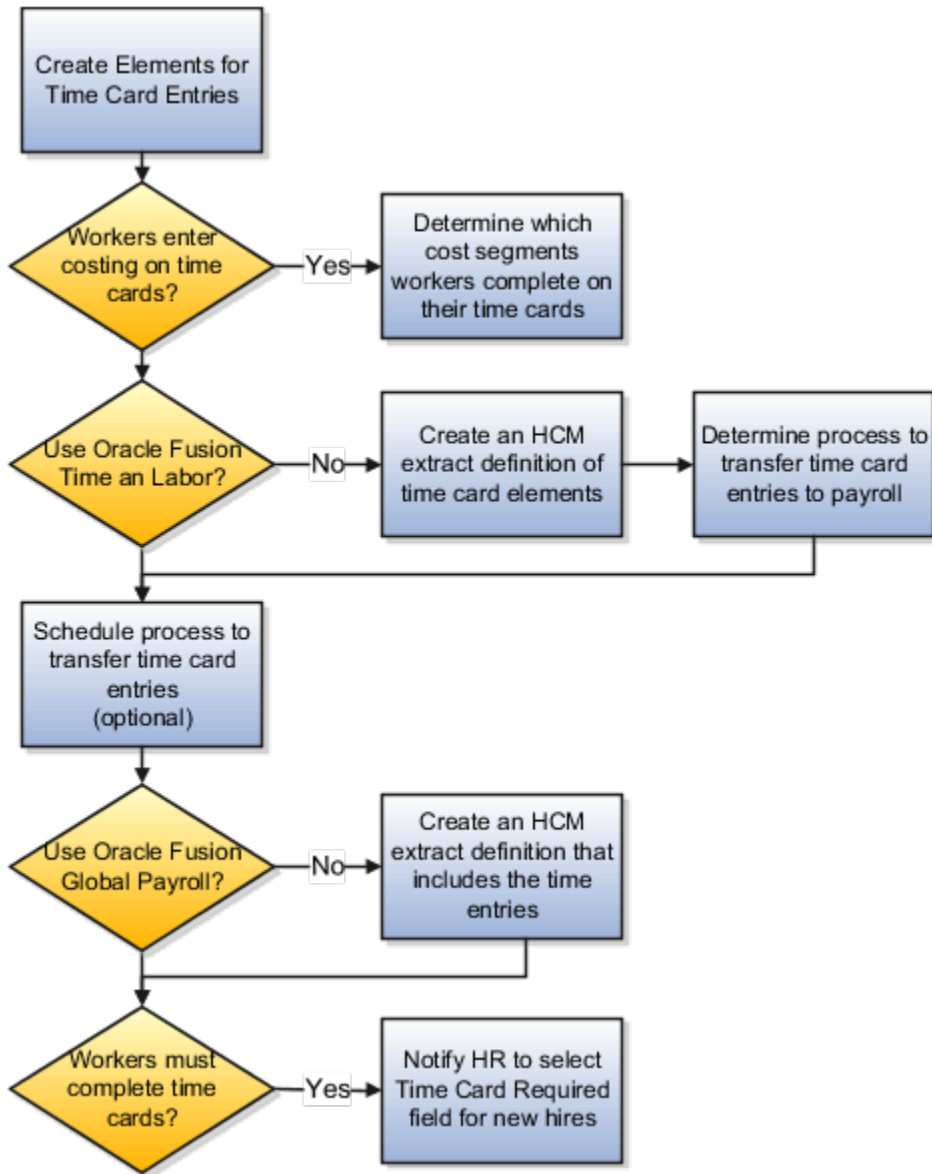 Create Elements for
Time Card Entries
Workers enter
costing on time
cards?
Yes
Determine which
cost segments
workers complete on
their time cards
Use Oracle Fusion
Time an Labor?
No
Create an HCM
extract definition of
time card elements
Determine process to
transfer time card
entries to payroll
Schedule process to
transfer time card
entries
(optional)
Use Oracle Fusion
Global Payroll?
No
Create an HCM
extract definition that
includes the time
entries
Workers must
complete time
cards?
Yes
Notify HR to select
Time Card Required
field for new hires